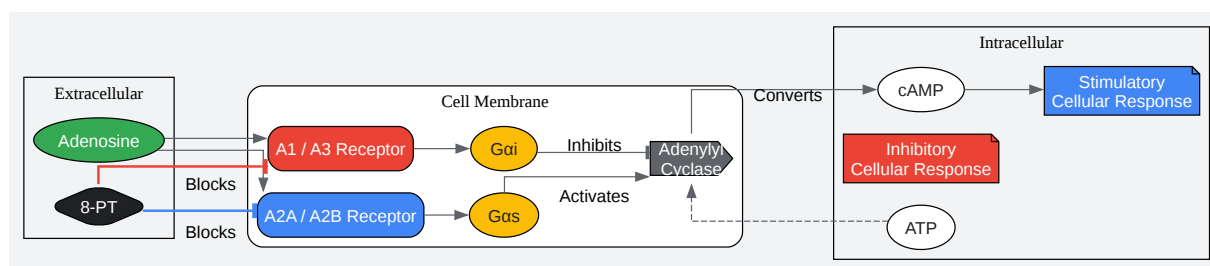 Intracellular
Extracellular
Cell Membrane
Adenosine
8-PT
Blocks
Blocks
A1 / A3 Receptor
A2A / A2B Receptor
Gαi
Gαs
Inhibits
Activates
Adenylyl
Cyclase
Converts
cAMP
Stimulatory
Cellular Response
Inhibitory
Cellular Response
ATP